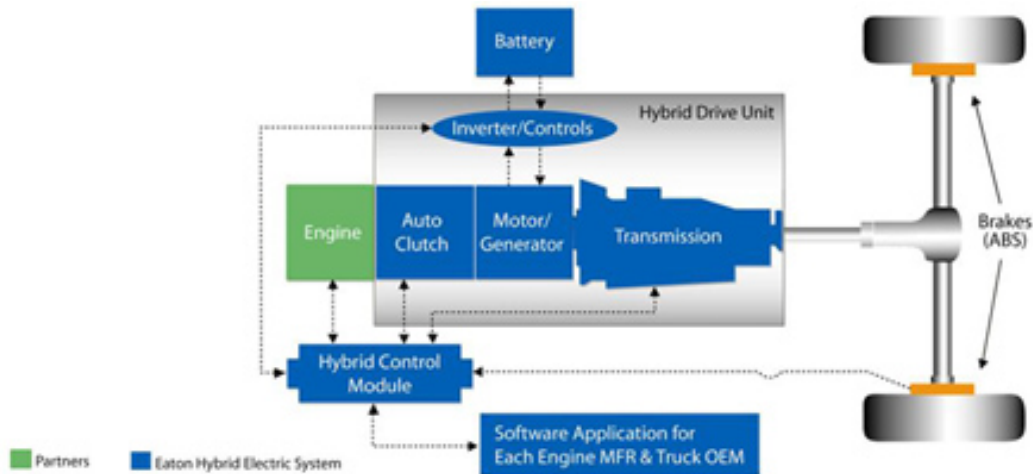 Battery
Hybrid Drive Unit
Inverter/Controls
Engine
Auto
Clutch
Motor/
Generator
Transmission
Brakes
(ABS)
Hybrid Control
Module
Software Application for
Each Engine MFR & Truck OEM
Partners
Eaton Hybrid Electric System